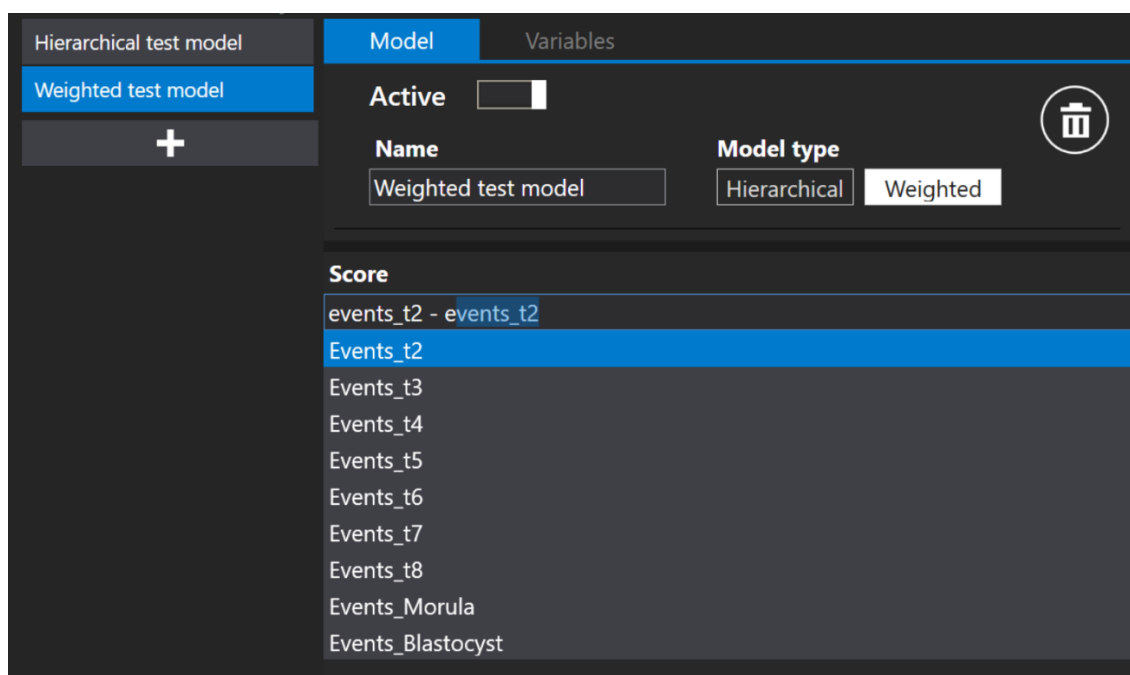 Hierarchical test model
Weighted test model
Model Variables
Active
Name Model type
Weighted test model Hierarchical Weighted
Score
events_t2 - events_t2
Events_t2
Events_t3
Events_t4
Events_t5
Events_t6
Events_t7
Events_t8
Events_Morula
Events_Blastocyst